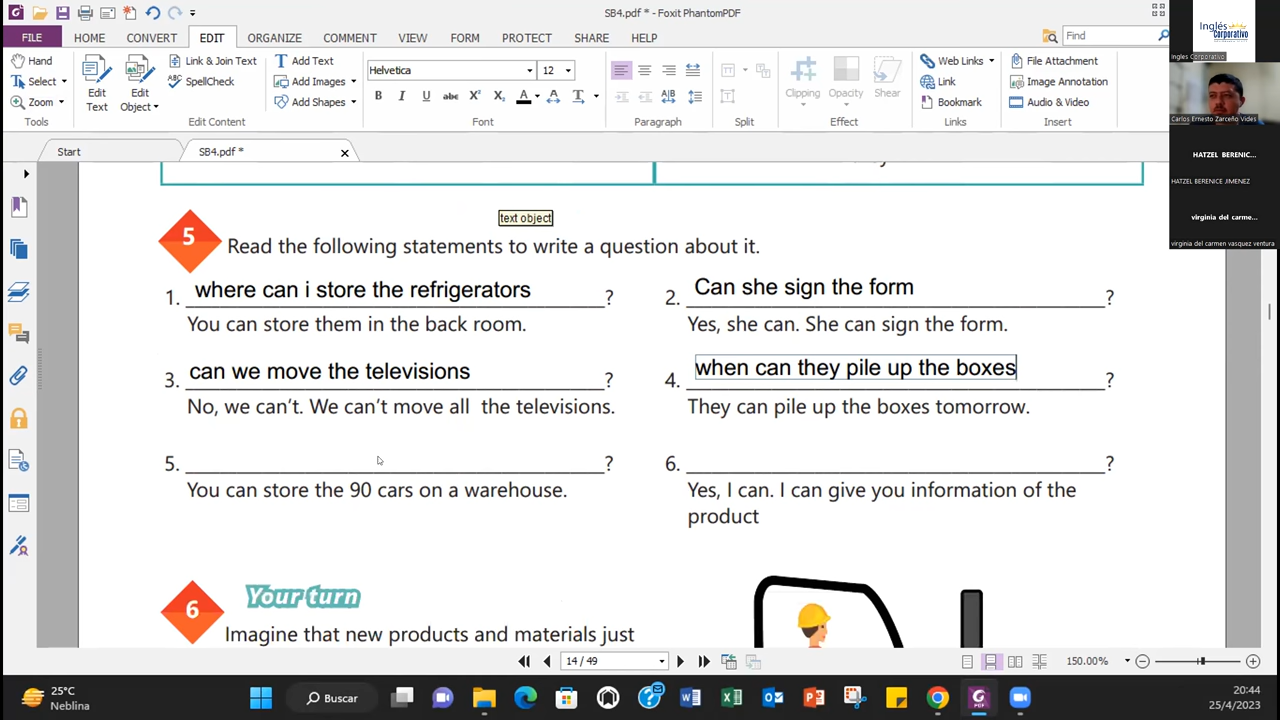 SB4.pdf * - Foxit PhantomPDF
FILE HOME CONVERT EDIT ORGANIZE COMMENT VIEW FORM PROTECT SHARE HELP Find
Hand Select Zoom Tools
Edit Text Edit Object Link & Join Text SpellCheck Add Text Add Images Add Shapes Edit Content
Helvetica 12 B I U abc X² X₂ A T Font
Paragraph Split
Clipping Opacity Shear Effect
Web Links Link Bookmark Links
File Attachment Image Annotation Audio & Video Insert
Inglés Corporativo
Ingles Corporativo
Carlos Ernesto Zarceño Vides
HATZEL BERENIC...
HATZEL BERENICE JIMENEZ
virginia del carme...
virginia del carmen vasquez ventura
Start SB4.pdf *
text object
5 Read the following statements to write a question about it.
1. where can i store the refrigerators ?
You can store them in the back room.
2. Can she sign the form ?
Yes, she can. She can sign the form.
3. can we move the televisions ?
No, we can't. We can't move all the televisions.
4. when can they pile up the boxes ?
They can pile up the boxes tomorrow.
5. ?
You can store the 90 cars on a warehouse.
6. ?
Yes, I can. I can give you information of the
product
6 Your turn
Imagine that new products and materials just
14 / 49 150.00%
25°C
Neblina
Buscar
20:44
25/4/2023